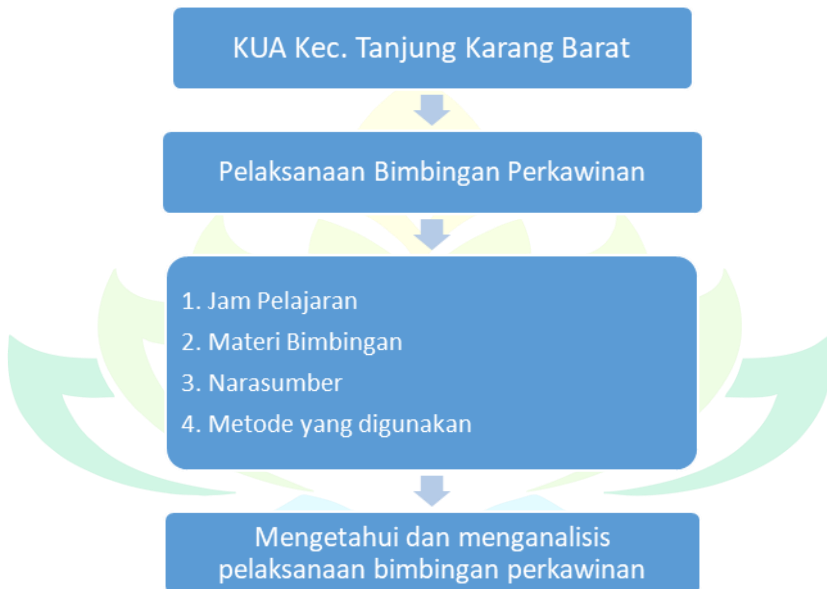 KUA Kec. Tanjung Karang Barat
Pelaksanaan Bimbingan Perkawinan
1. Jam Pelajaran
2. Materi Bimbingan
3. Narasumber
4. Metode yang digunakan
Mengetahui dan menganalisis
pelaksanaan bimbingan perkawinan